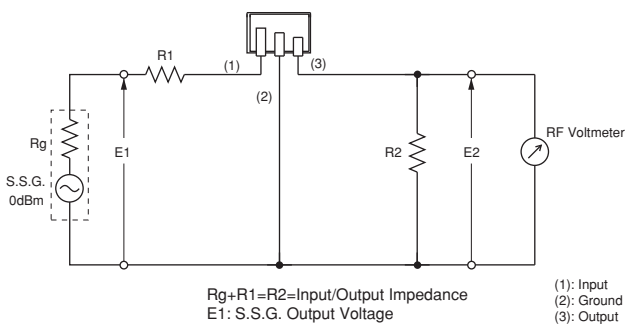 R1
(1)
(3)
(2)
Rg
E1
R2
E2
RF Voltmeter
S.S.G.
0dBm
Rg+R1=R2=Input/Output Impedance
E1: S.S.G. Output Voltage
(1): Input
(2): Ground
(3): Output